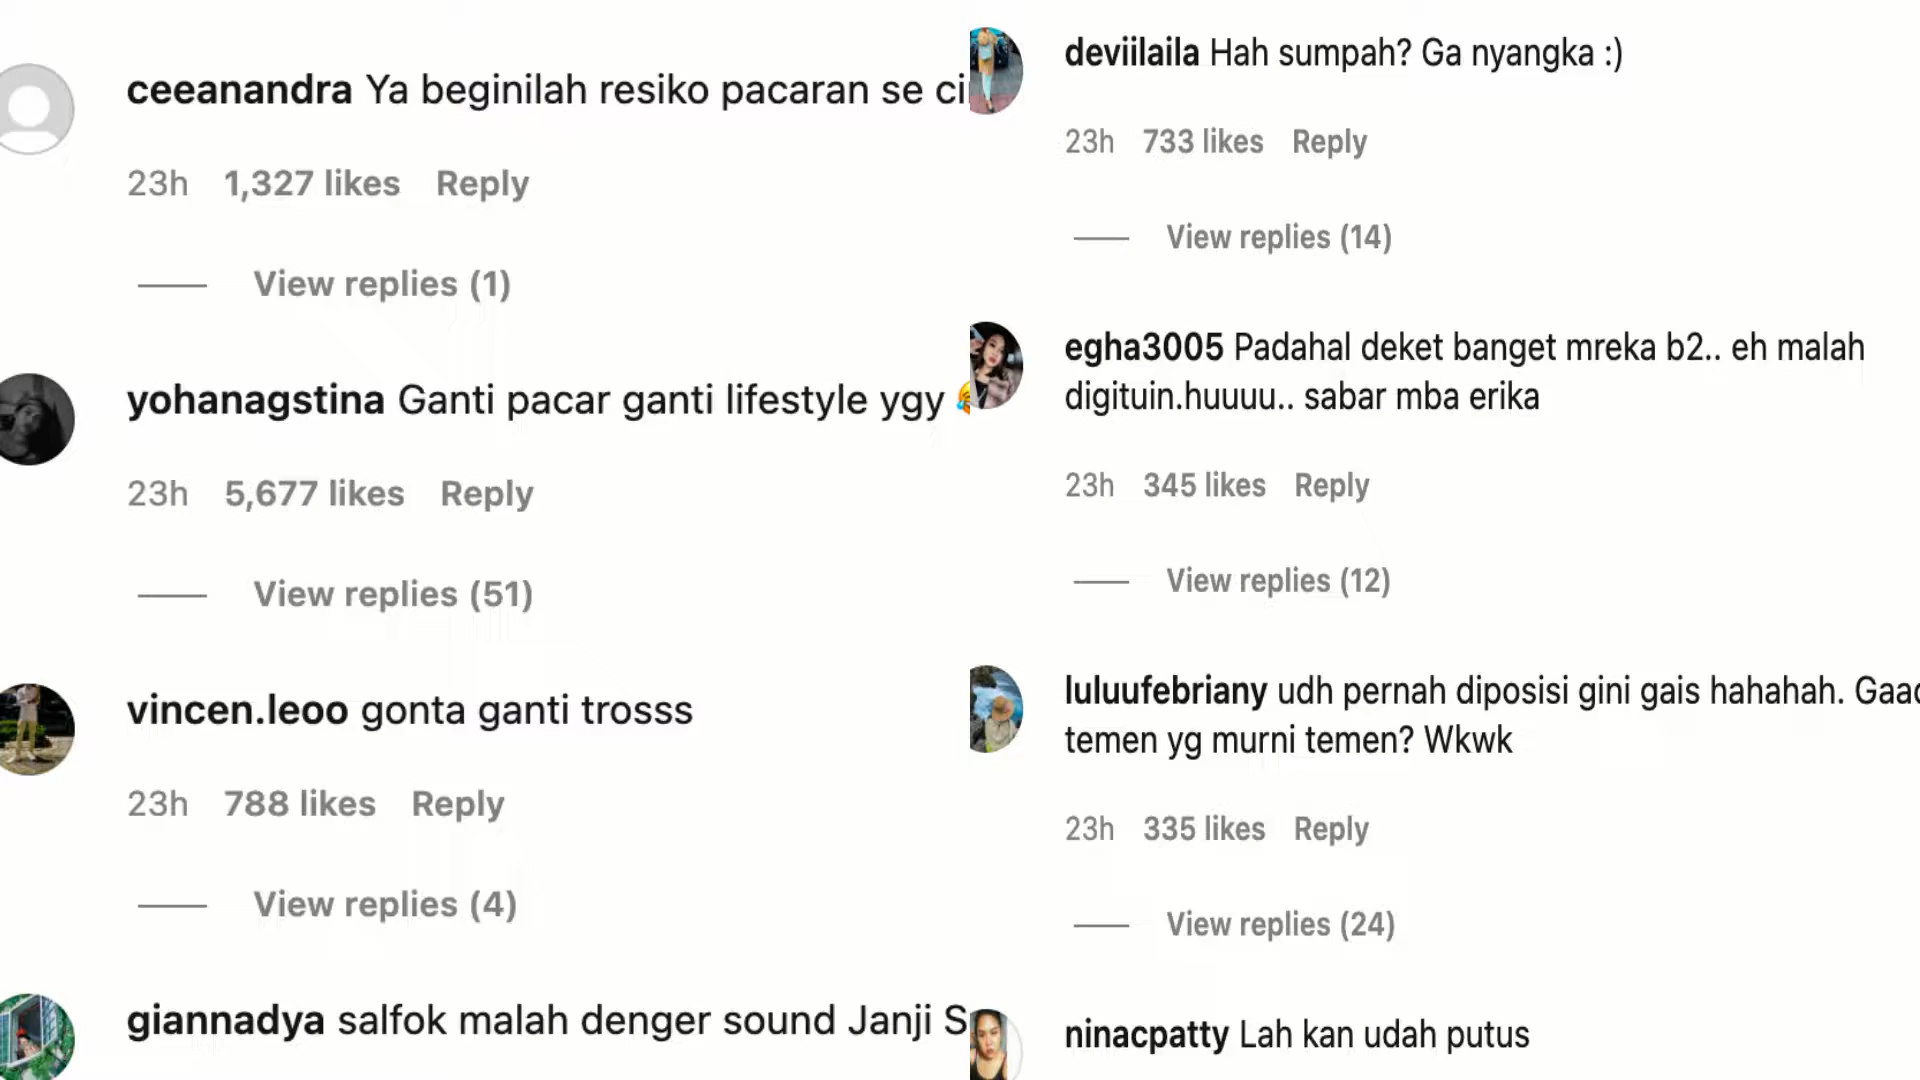 ceeanandra Ya beginilah resiko pacaran se
23h 1,327 likes Reply
View replies (1)
yohanagstina Ganti pacar ganti lifestyle ygy
23h 5,677 likes Reply
View replies (51)
vincen.leoo gonta ganti trosss
23h 788 likes Reply
View replies (4)
giannadya salfok malah denger sound Janji
deviilaila Hah sumpah? Ga nyangka :)
23h 733 likes Reply
View replies (14)
egha3005 Padahal deket banget mreka b2.. eh malah
digituin.huuuu.. sabar mba erika
23h 345 likes Reply
View replies (12)
luluufebriany udh pernah diposisi gini gais hahahah.
temen yg murni temen? Wkwk
23h 335 likes Reply
View replies (24)
ninacpatty Lah kan udah putus